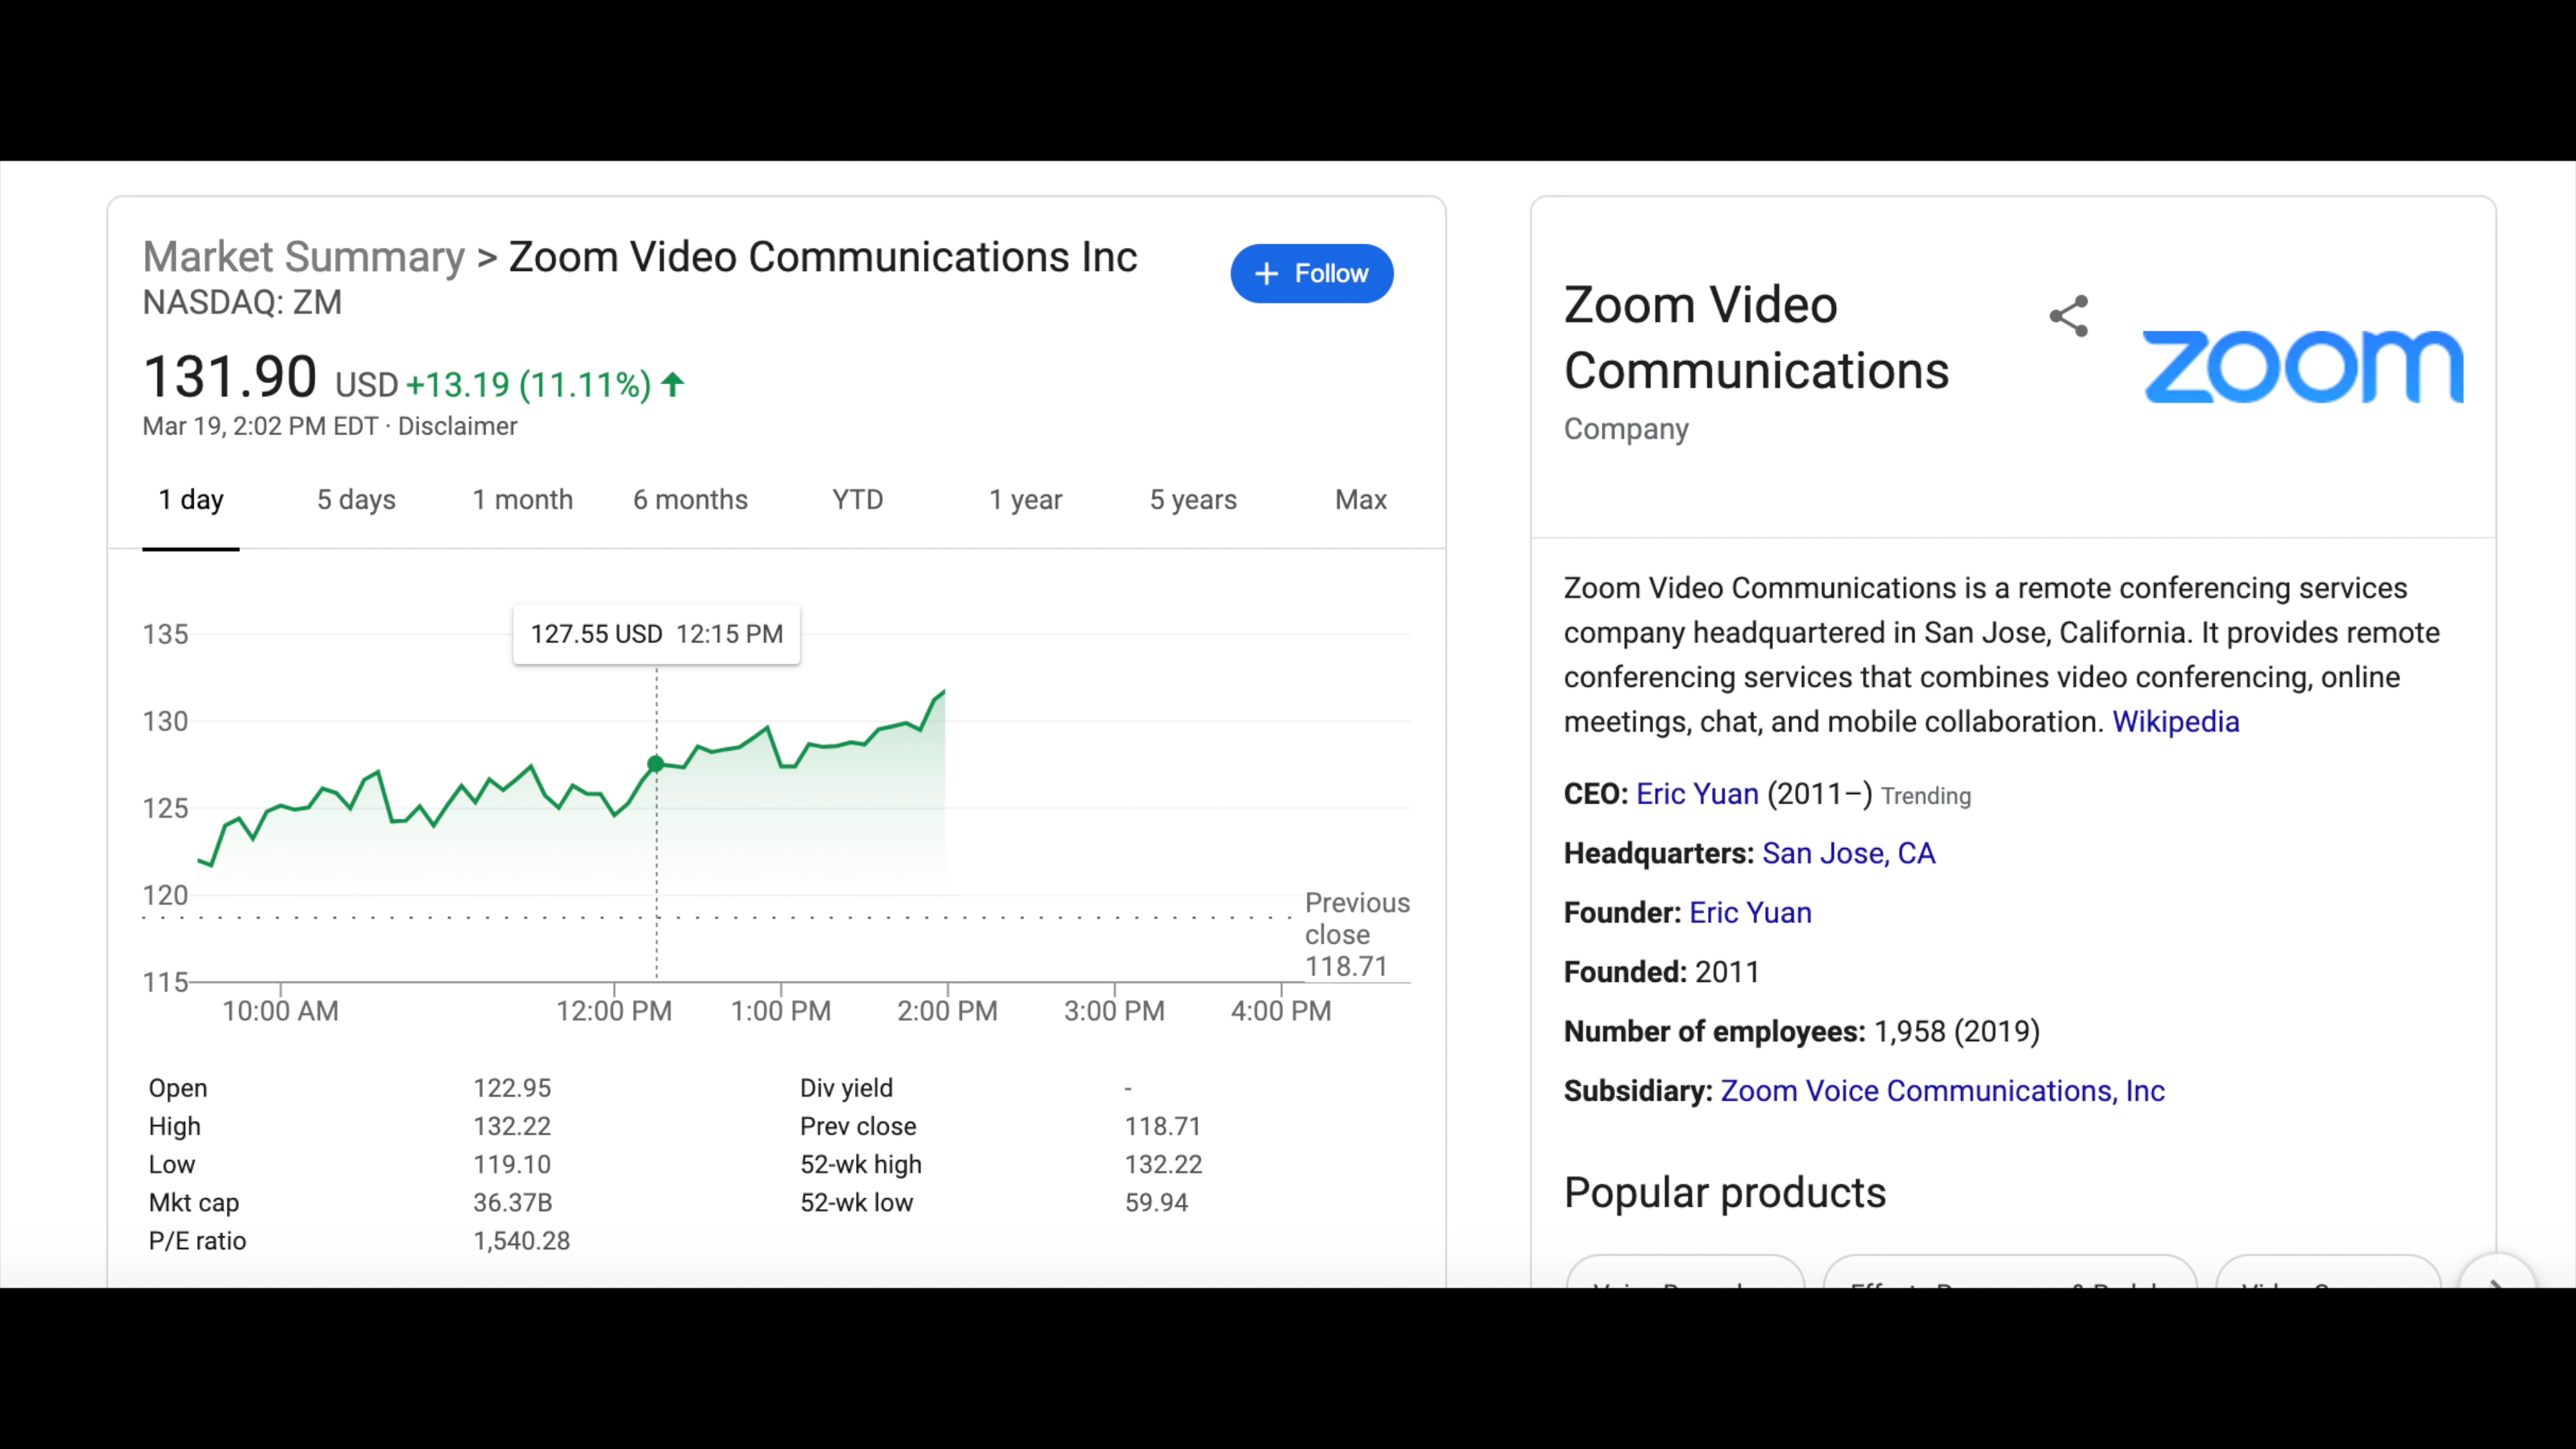 Market Summary > Zoom Video Communications Inc
+ Follow
NASDAQ: ZM
131.90 USD +13.19 (11.11%)
Mar 19, 2:02 PM EDT · Disclaimer
1 day 5 days 1 month 6 months YTD 1 year 5 years Max
127.55 USD 12:15 PM
135
130
125
120
115
Previous
close
118.71
10:00 AM 12:00 PM 1:00 PM 2:00 PM 3:00 PM 4:00 PM
Open 122.95 Div yield -
High 132.22 Prev close 118.71
Low 119.10 52-wk high 132.22
Mkt cap 36.37B 52-wk low 59.94
P/E ratio 1,540.28
Zoom Video
Communications
Company
zoom
Zoom Video Communications is a remote conferencing services
company headquartered in San Jose, California. It provides remote
conferencing services that combines video conferencing, online
meetings, chat, and mobile collaboration. Wikipedia
CEO: Eric Yuan (2011–) Trending
Headquarters: San Jose, CA
Founder: Eric Yuan
Founded: 2011
Number of employees: 1,958 (2019)
Subsidiary: Zoom Voice Communications, Inc
Popular products